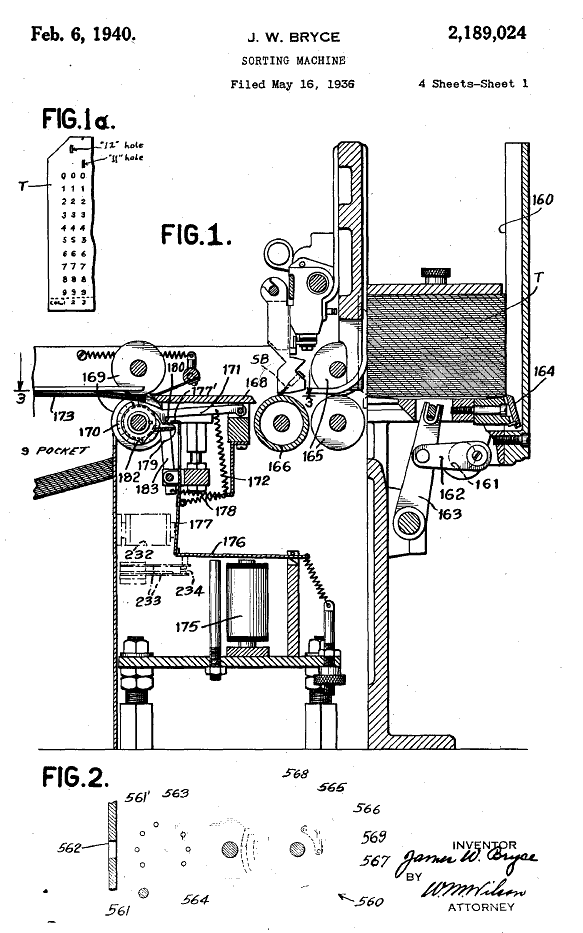 Feb. 6, 1940.
J. W. BRYCE
2,189,024
SORTING MACHINE
Filed May 16, 1936
4 Sheets-Sheet 1
FIG.1a.
"12" hole
"11" hole
T
0 0 0
1 1 1
2 2 2
3 3 3
4 4 4
5 5 5
6 6 6
7 7 7
8 8 8
9 9 9
COL. 1 2 3
FIG.1.
160
T
180
171
58
169
177'
168
164
3
3
173
170
165
9 POCKET
179
166
182
172
161
183
162
178
163
177
176
232
233
234
175
FIG.2.
568
561'
563
565
566
562
569
567
564
560
561
INVENTOR
James W. Bryce
BY
W. M. Wilson
ATTORNEY